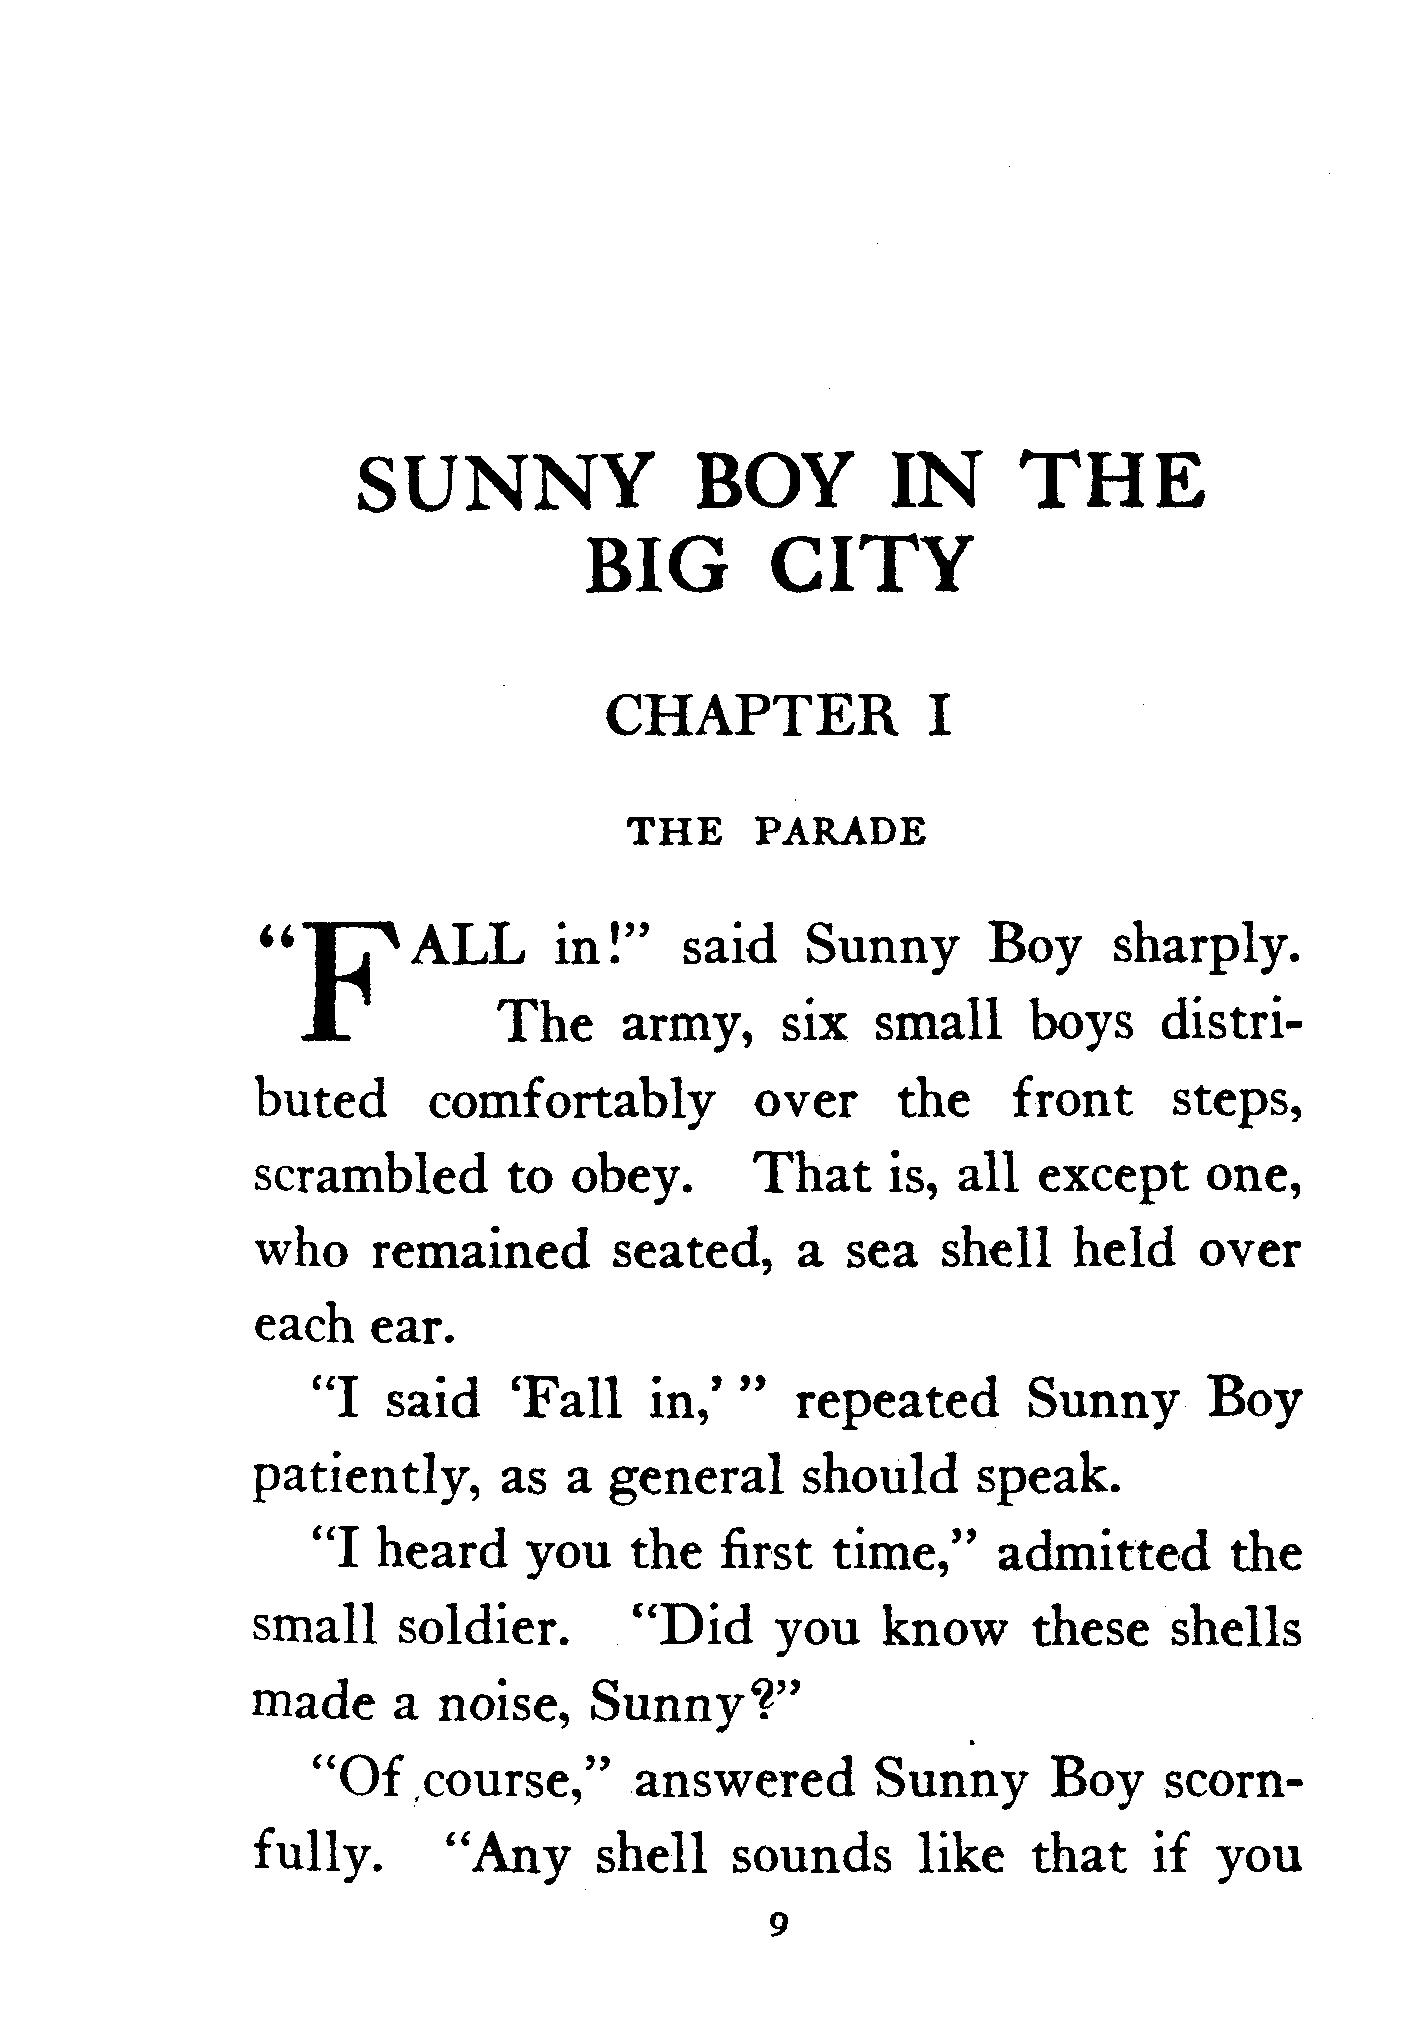 SUNNY BOY IN THE
BIG CITY
CHAPTER I
THE PARADE
“FALL in!” said Sunny Boy sharply.
The army, six small boys distri-
buted comfortably over the front steps,
scrambled to obey. That is, all except one,
who remained seated, a sea shell held over
each ear.
“I said ‘Fall in,’ ” repeated Sunny Boy
patiently, as a general should speak.
“I heard you the first time,” admitted the
small soldier. “Did you know these shells
made a noise, Sunny?”
“Of course,” answered Sunny Boy scorn-
fully. “Any shell sounds like that if you
9